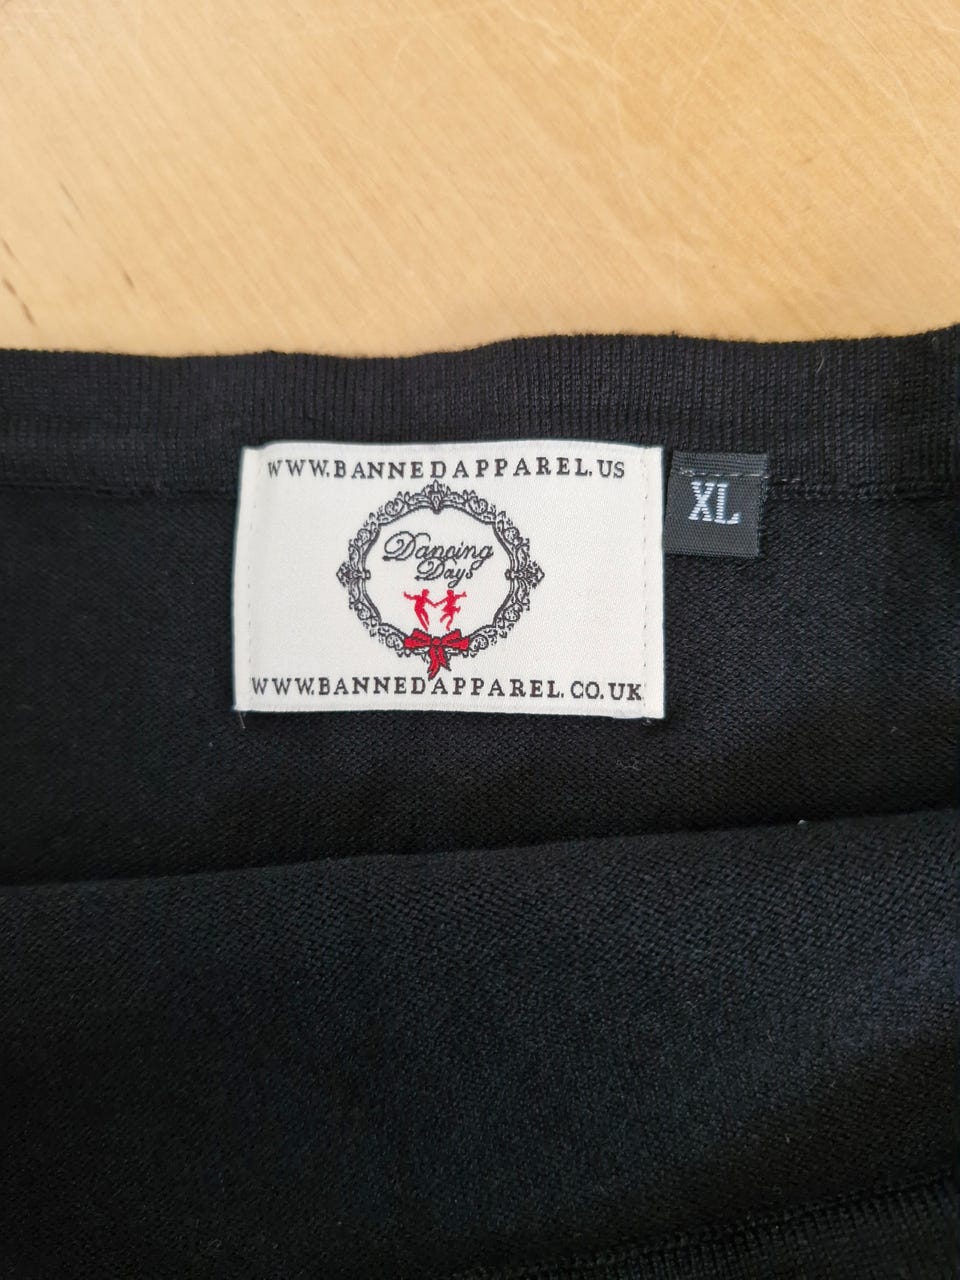 WWW.BANNEDAPPAREL.US
XL
Dancing
Days
WWW.BANNEDAPPAREL.CO.UK